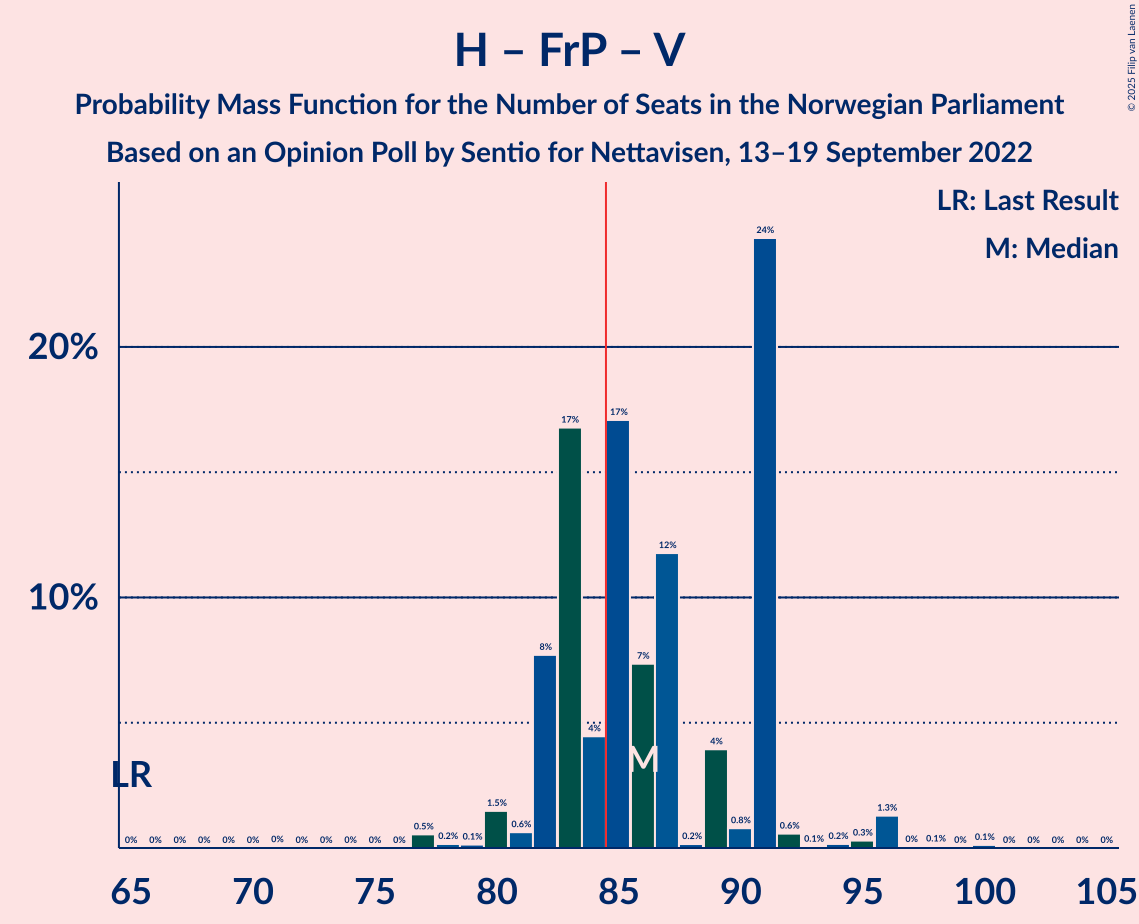 H – FrP – V
Probability Mass Function for the Number of Seats in the Norwegian Parliament
Based on an Opinion Poll by Sentio for Nettavisen, 13–19 September 2022
© 2025 Filip van Laenen
LR: Last Result
M: Median
20%
10%
LR
M
0% 0% 0% 0% 0% 0% 0% 0% 0% 0% 0% 0% 0.5% 0.2% 0.1% 1.5% 0.6% 8% 17% 4% 17% 7% 12% 0.2% 4% 0.8% 24% 0.6% 0.1% 0.2% 0.3% 1.3% 0% 0.1% 0% 0.1% 0% 0% 0% 0% 0%
65 70 75 80 85 90 95 100 105